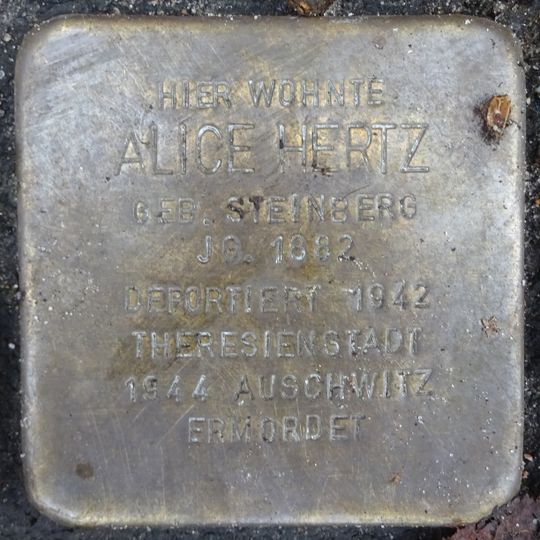 HIER WOHNTE
ALICE HERTZ
GEB. STEINBERG
JG. 1882
DEPORTIERT 1942
THERESIENSTADT
1944 AUSCHWITZ
ERMORDET